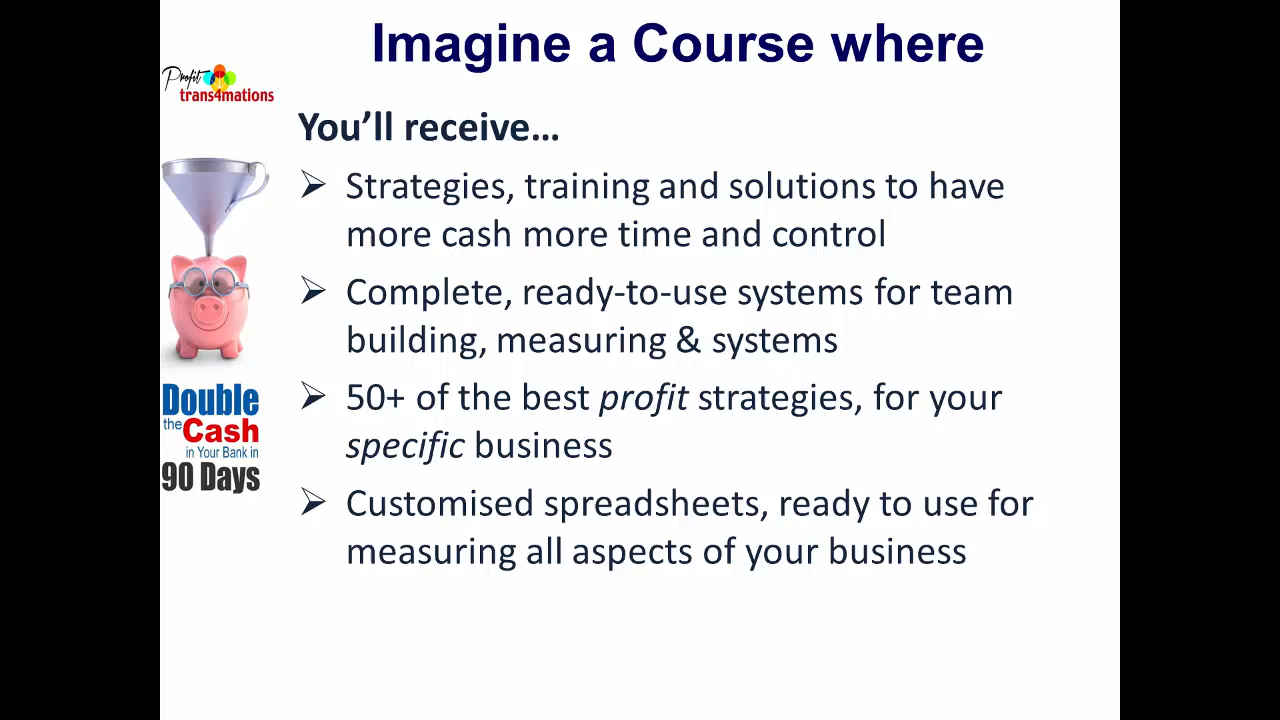 Imagine a Course where
Profit
trans4mations
You’ll receive…
Strategies, training and solutions to have
more cash more time and control
Complete, ready-to-use systems for team
building, measuring & systems
50+ of the best profit strategies, for your
specific business
Customised spreadsheets, ready to use for
measuring all aspects of your business
Double
the Cash
in Your Bank in
90 Days